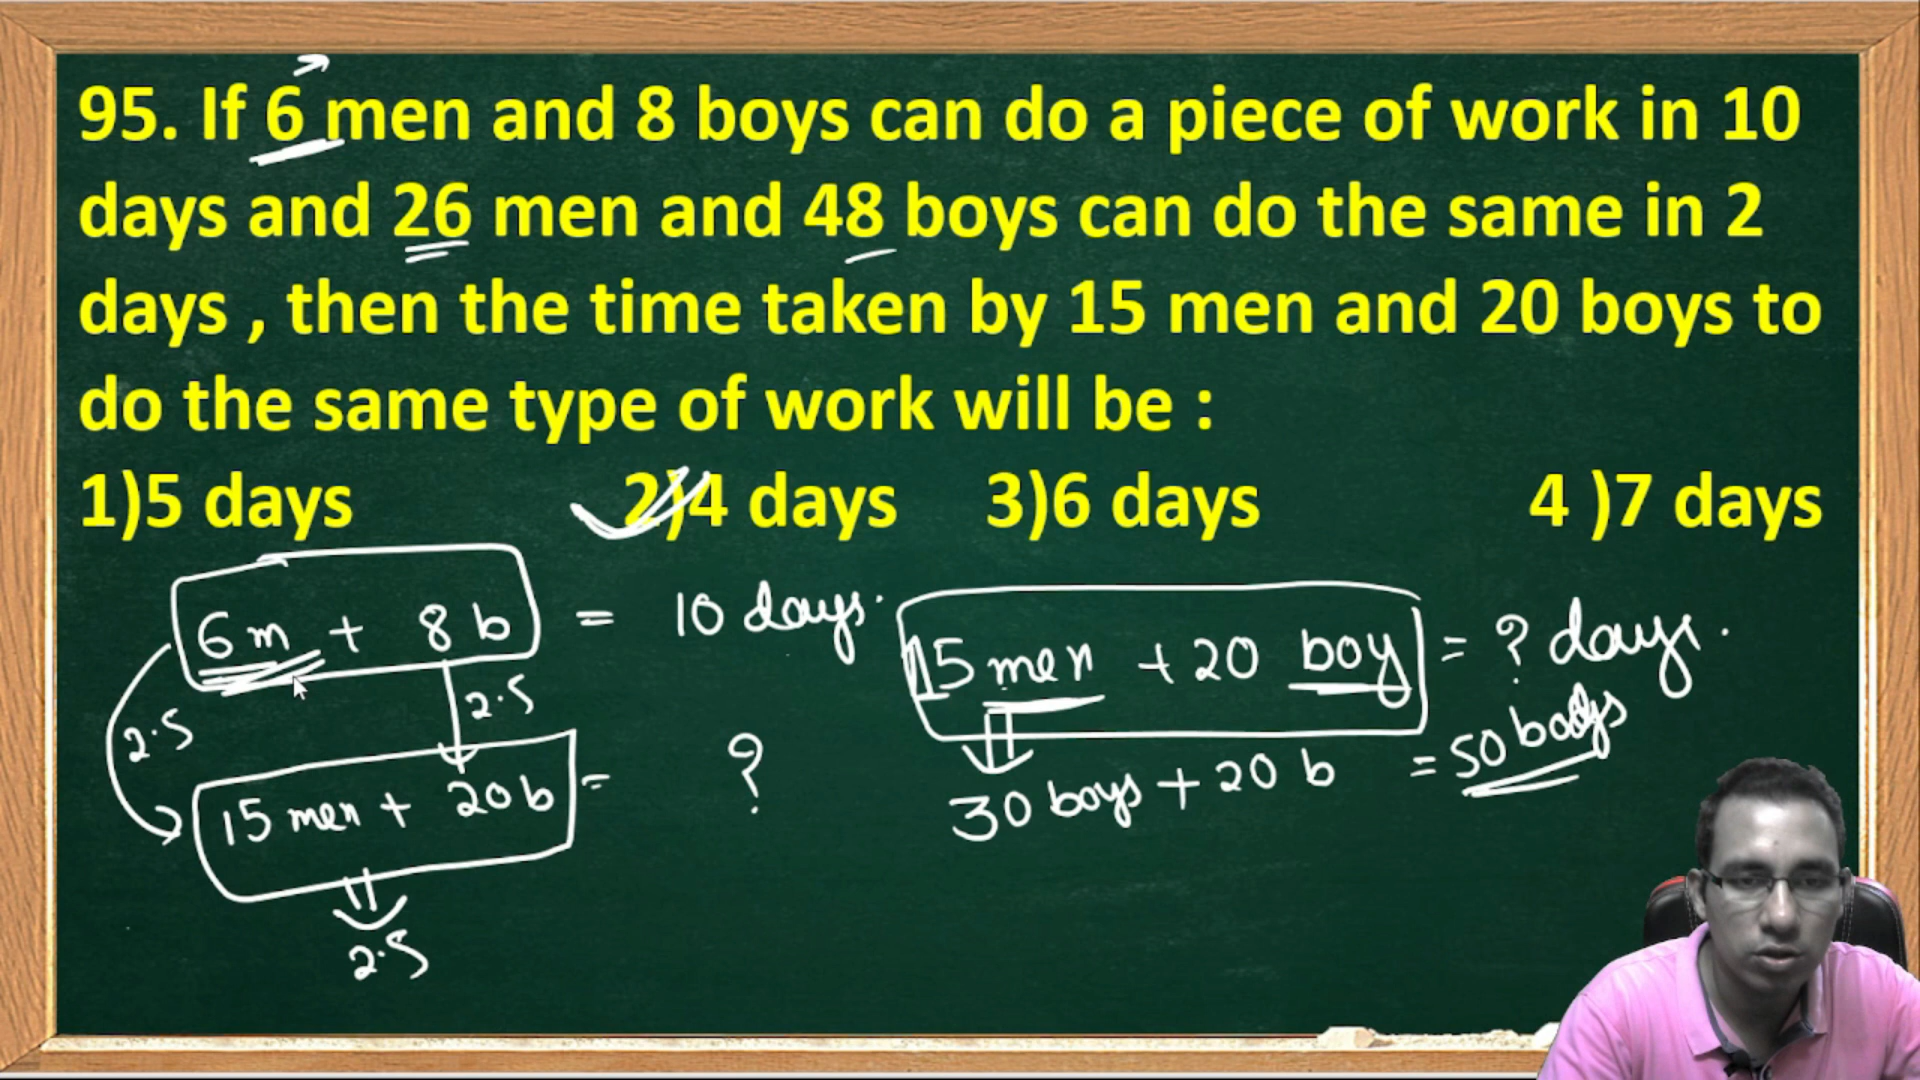 95. If 6 men and 8 boys can do a piece of work in 10
days and 26 men and 48 boys can do the same in 2
days , then the time taken by 15 men and 20 boys to
do the same type of work will be :
1)5 days 2)4 days 3)6 days 4 )7 days
6m + 8 b = 10 days.
2.5 2.5
15 men + 20b = ?
2.5
15 men + 20 boy = ? days.
30 boys + 20 b = 50 boys